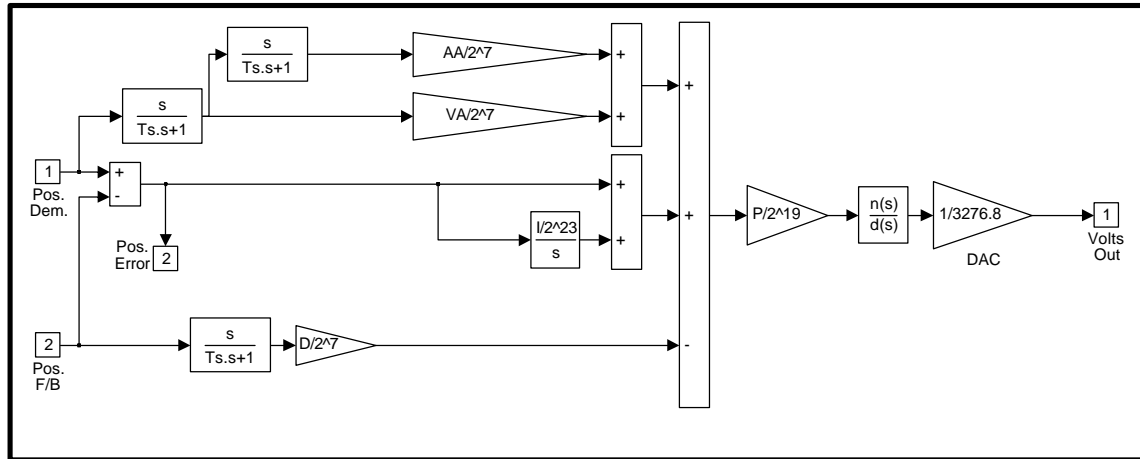 s
Ts.s+1
AA/2^7
+
+
s
Ts.s+1
VA/2^7
+
+
1
Pos.
Dem.
+
-
Pos.
Error
2
+
I/2^23
s
+
+
P/2^19
n(s)
d(s)
1/3276.8
DAC
1
Volts
Out
2
Pos.
F/B
s
Ts.s+1
D/2^7
-